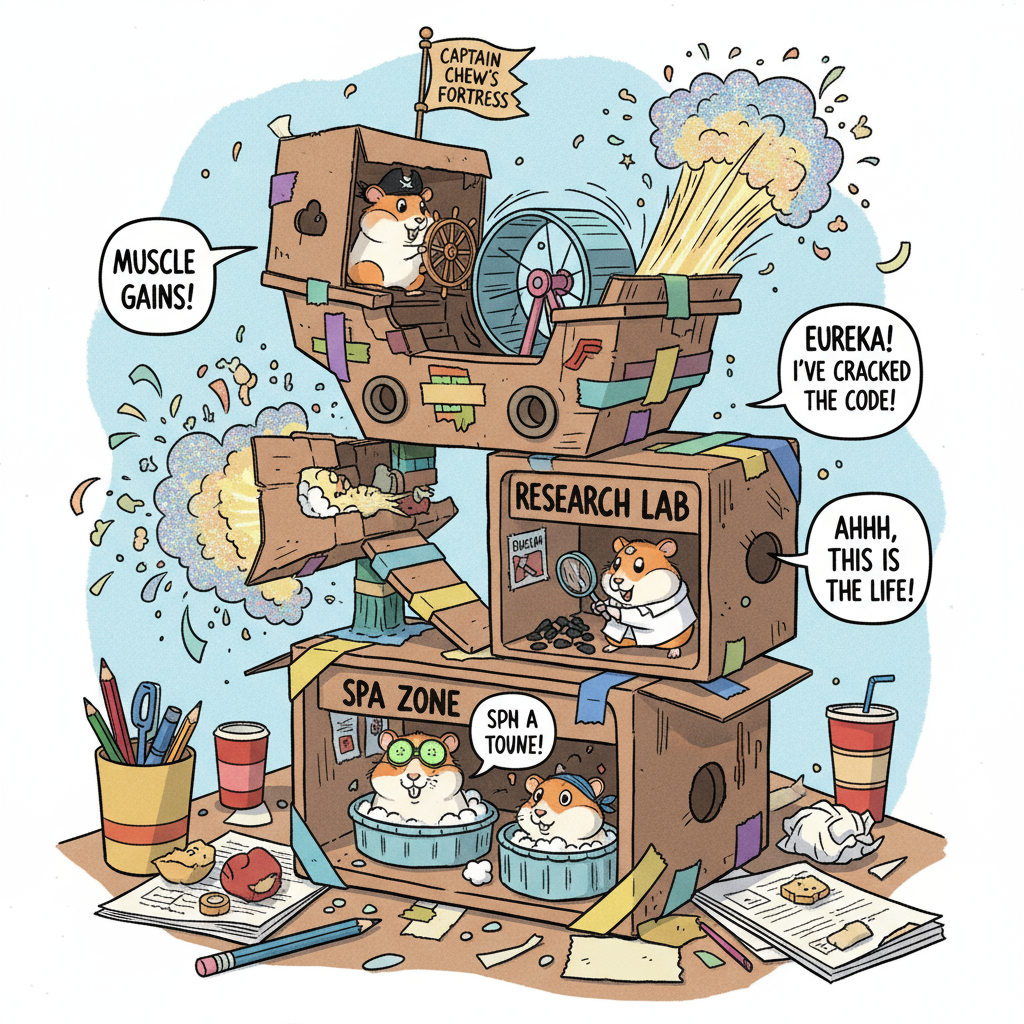 CAPTAIN
CHEW'S
FORTRESS
MUSCLE
GAINS!
EUREKA!
I'VE CRACKED
THE CODE!
RESEARCH LAB
AHHH,
THIS IS
THE LIFE!
SPA ZONE
SPH A
TOUNE!